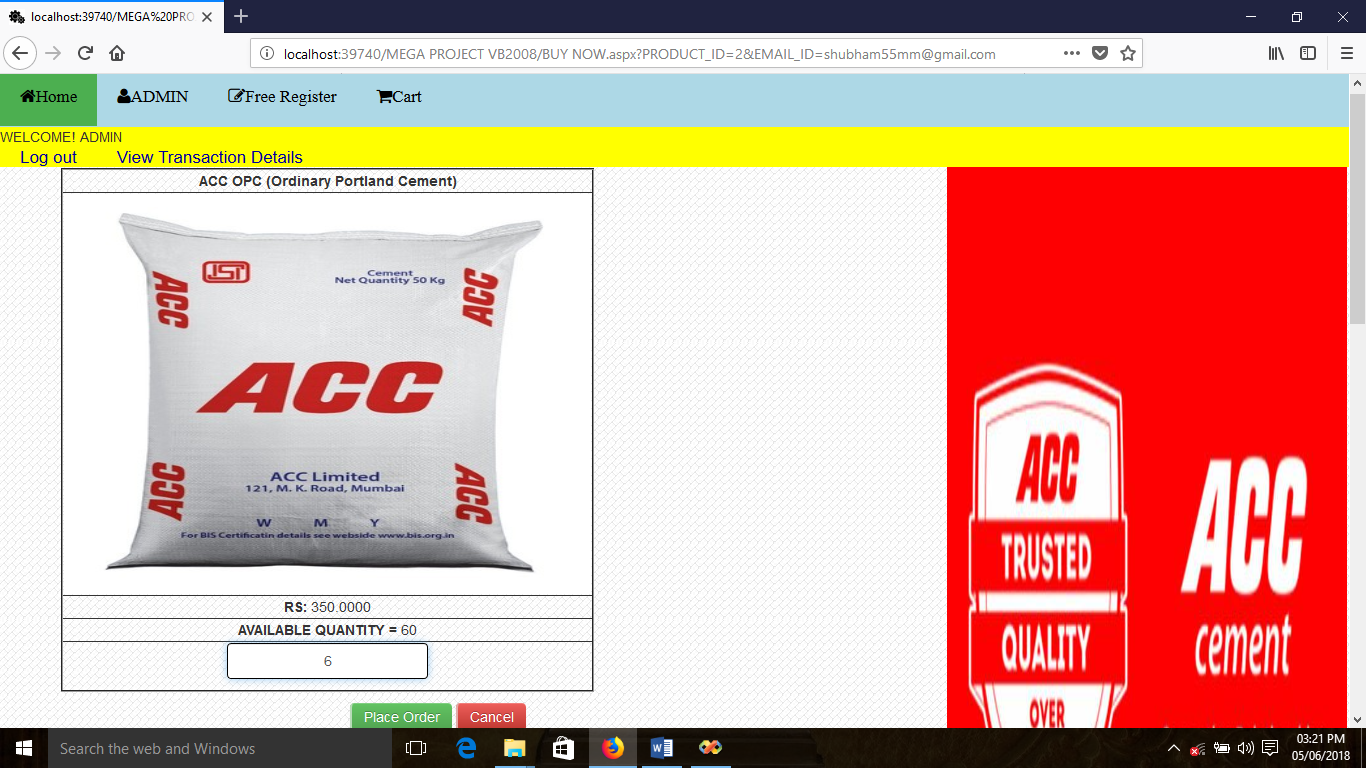 localhost:39740/MEGA%20PRO
localhost:39740/MEGA PROJECT VB2008/BUY NOW.aspx?PRODUCT_ID=2&EMAIL_ID=shubham55mm@gmail.com
Home ADMIN Free Register Cart
WELCOME! ADMIN
Log out View Transaction Details
ACC OPC (Ordinary Portland Cement)
Cement
Net Quantity 50 Kg
ACC
ACC
ACC
ACC
ACC
ACC Limited
121, M. K. Road, Mumbai
W M Y
For BIS Certificatin details see webside www.bis.org.in
RS: 350.0000
AVAILABLE QUANTITY = 60
6
Place Order Cancel
ACC
TRUSTED
QUALITY
OVER
ACC
cement
Search the web and Windows
03:21 PM
05/06/2018